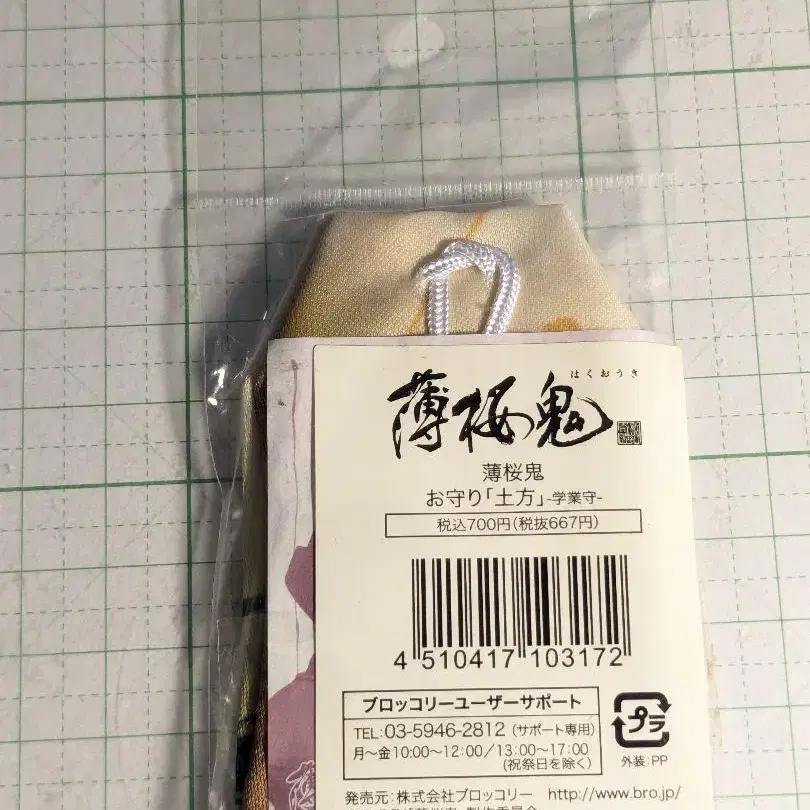 はくおうき
薄桜鬼
薄桜鬼
お守り「土方」-学業守-
税込700円(税抜667円)
4 510417 103172
ブロッコリーユーザーサポート
TEL:03-5946-2812(サポート専用)
月~金10:00~12:00/13:00~17:00
(祝祭日を除く)
プラ
外装:PP
発売元:株式会社ブロッコリー http://www.bro.jp/